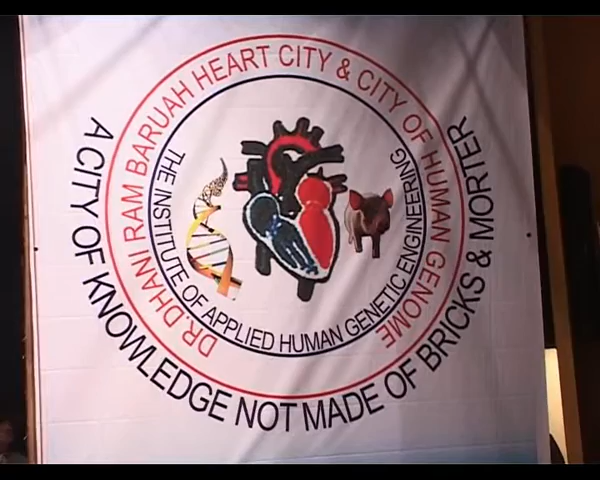 DR DHANI RAM BARUAH HEART CITY & CITY OF HUMAN GENOME
THE INSTITUTE OF APPLIED HUMAN GENETIC ENGINEERING
A CITY OF KNOWLEDGE NOT MADE OF BRICKS & MORTER